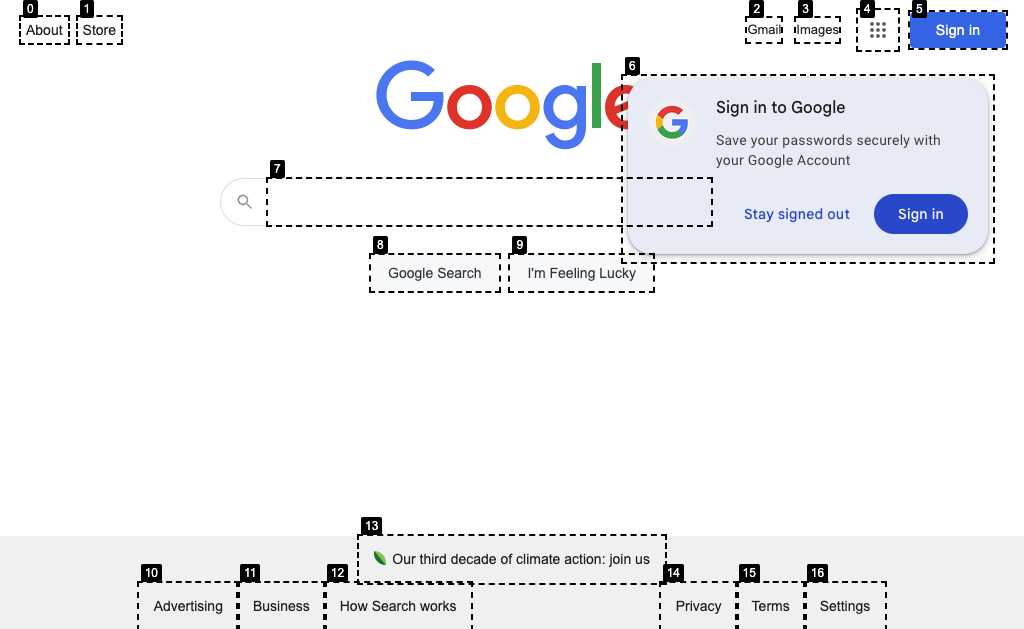 0 1 2 3 4 5
About Store Gmail Images Sign in
6
Google
Sign in to Google
Save your passwords securely with
your Google Account
7
Stay signed out Sign in
8 9
Google Search I'm Feeling Lucky
13
Our third decade of climate action: join us
10 11 12 14 15 16
Advertising Business How Search works Privacy Terms Settings